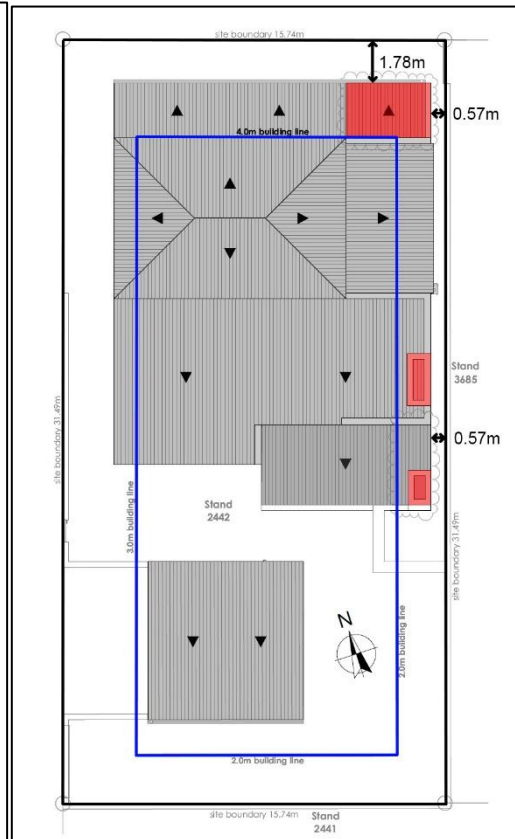 site boundary 15.74m
1.78m
0.57m
4.0m building line
Stand
3685
0.57m
site boundary 31.49m
3.0m building line
Stand
2442
N
site boundary 31.49m
2.0m building line
2.0m building line
site boundary 15.74m
Stand
2441